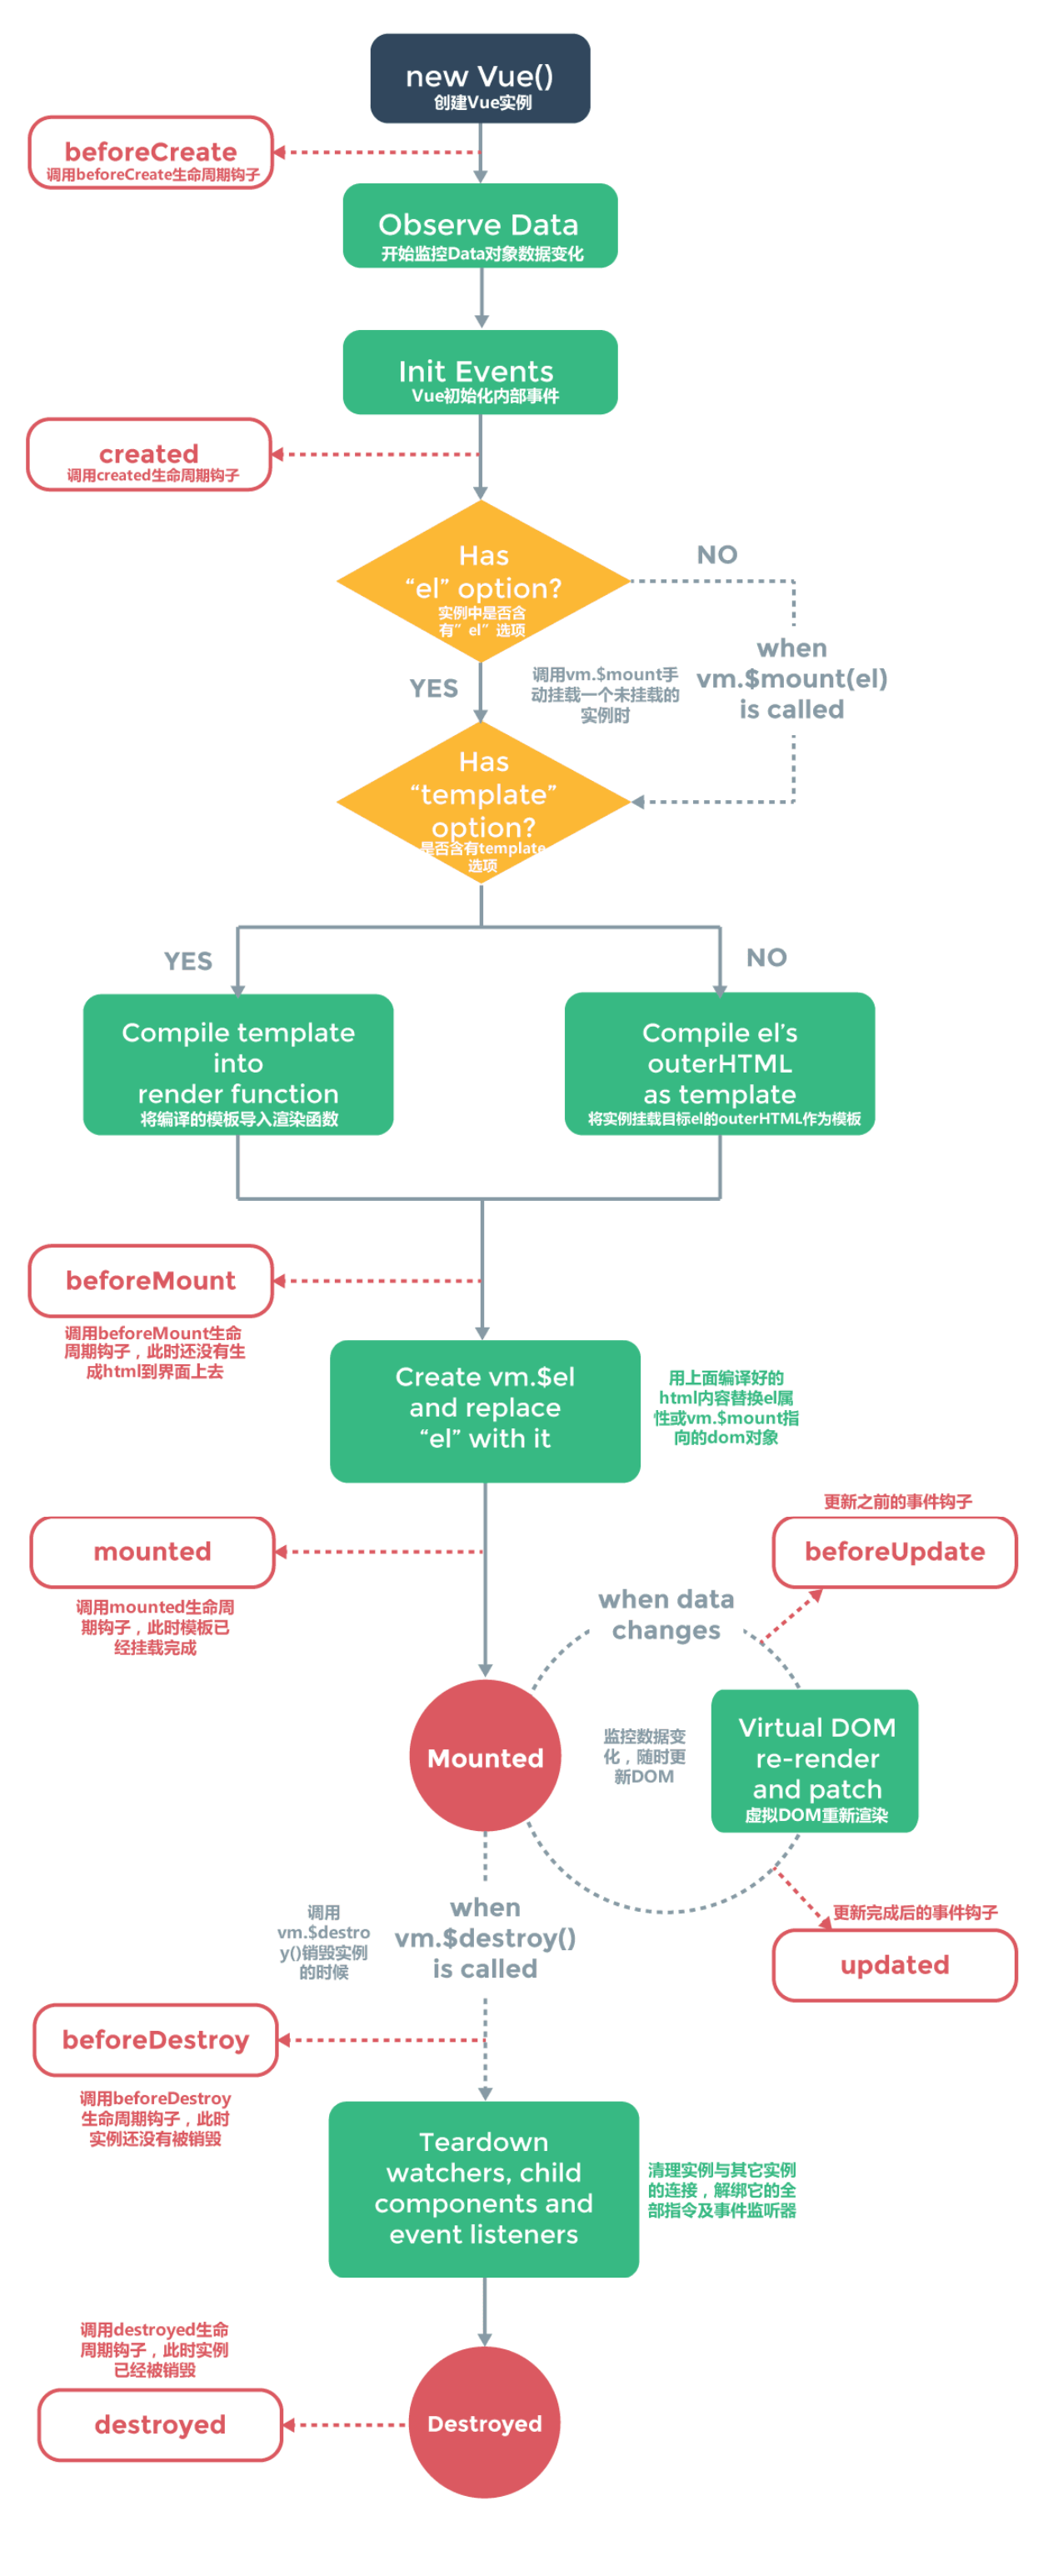 new Vue()
创建Vue实例
beforeCreate
调用beforeCreate生命周期钩子
Observe Data
开始监控Data对象数据变化
Init Events
Vue初始化内部事件
created
调用created生命周期钩子
Has
“el” option?
实例中是否含
有”el”选项
NO
YES
调用vm.$mount手
动挂载一个未挂载的
实例时
when
vm.$mount(el)
is called
Has
“template”
option?
是否含有template
选项
YES
NO
Compile template
into
render function
将编译的模板导入渲染函数
Compile el’s
outerHTML
as template
将实例挂载目标el的outerHTML作为模板
beforeMount
调用beforeMount生命
周期钩子，此时还没有生
成html到界面上去
Create vm.$el
and replace
“el” with it
用上面编译好的
html内容替换el属
性或vm.$mount指
向的dom对象
mounted
调用mounted生命周
期钩子，此时模板已
经挂载完成
更新之前的事件钩子
beforeUpdate
when data
changes
Mounted
监控数据变
化，随时更
新DOM
Virtual DOM
re-render
and patch
虚拟DOM重新渲染
更新完成后的事件钩子
updated
调用
vm.$destro
y()销毁实例
的时候
when
vm.$destroy()
is called
beforeDestroy
调用beforeDestroy
生命周期钩子，此时
实例还没有被销毁
Teardown
watchers, child
components and
event listeners
清理实例与其它实例
的连接，解绑它的全
部指令及事件监听器
调用destroyed生命
周期钩子，此时实例
已经被销毁
destroyed
Destroyed